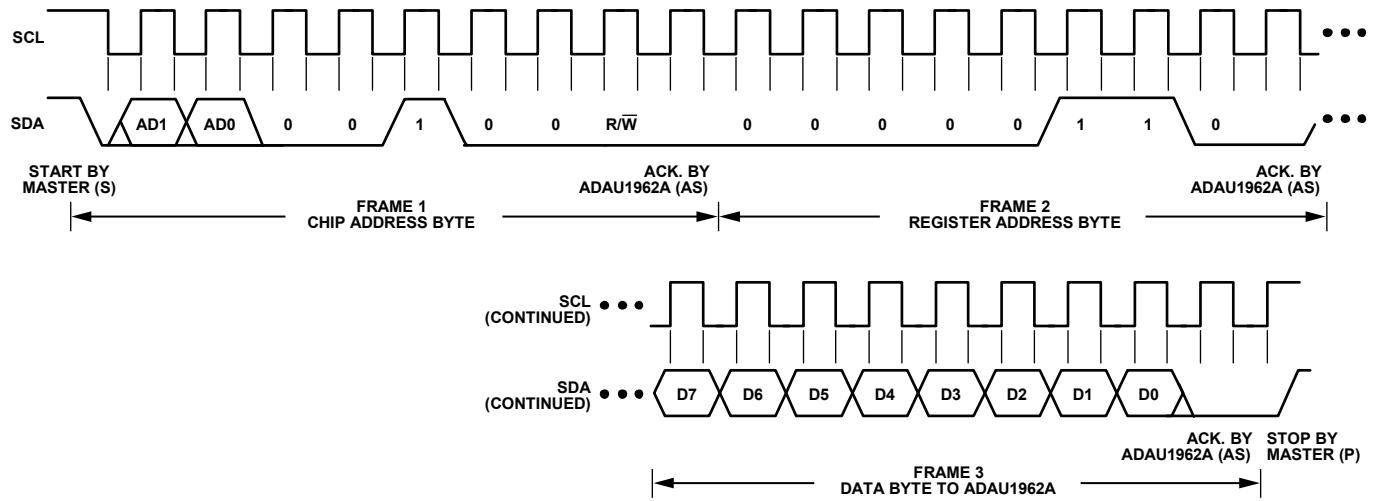 SCL
SDA
AD1 AD0 0 0 1 0 0 R/W̅ 0 0 0 0 0 1 1 0
START BY
MASTER (S)
ACK. BY
ADAU1962A (AS)
ACK. BY
ADAU1962A (AS)
FRAME 1
CHIP ADDRESS BYTE
FRAME 2
REGISTER ADDRESS BYTE
SCL
(CONTINUED)
SDA
(CONTINUED)
D7 D6 D5 D4 D3 D2 D1 D0
ACK. BY
ADAU1962A (AS)
STOP BY
MASTER (P)
FRAME 3
DATA BYTE TO ADAU1962A